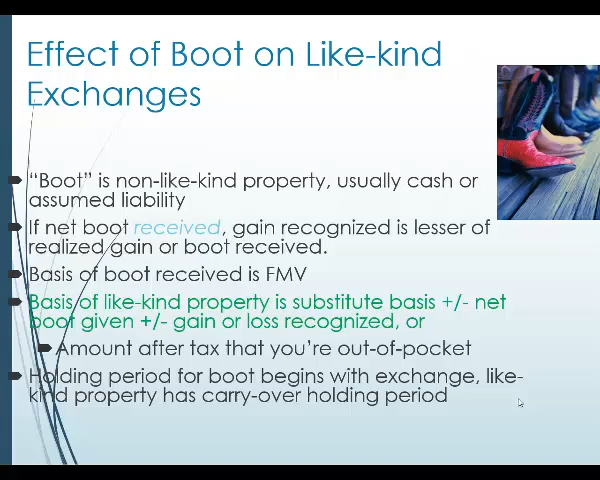 Effect of Boot on Like-kind
Exchanges
“Boot” is non-like-kind property, usually cash or
assumed liability
If net boot received, gain recognized is lesser of
realized gain or boot received.
Basis of boot received is FMV
Basis of like-kind property is substitute basis +/- net
boot given +/- gain or loss recognized, or
Amount after tax that you’re out-of-pocket
Holding period for boot begins with exchange, like-
kind property has carry-over holding period